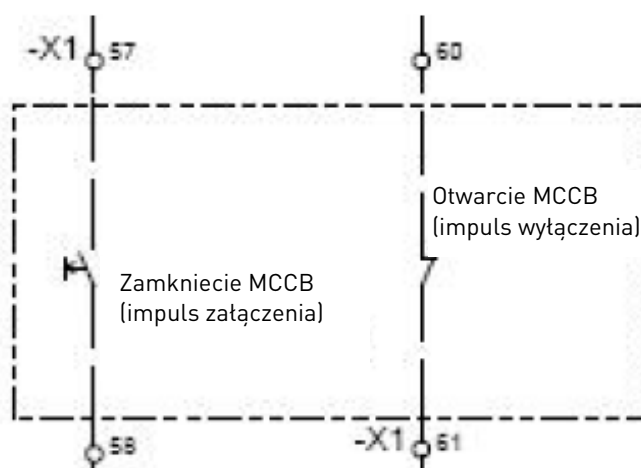 -X1 57
60
Otwarcie MCCB
(impuls wyłączenia)
Zamkniecie MCCB
(impuls załączenia)
58
-X1 61